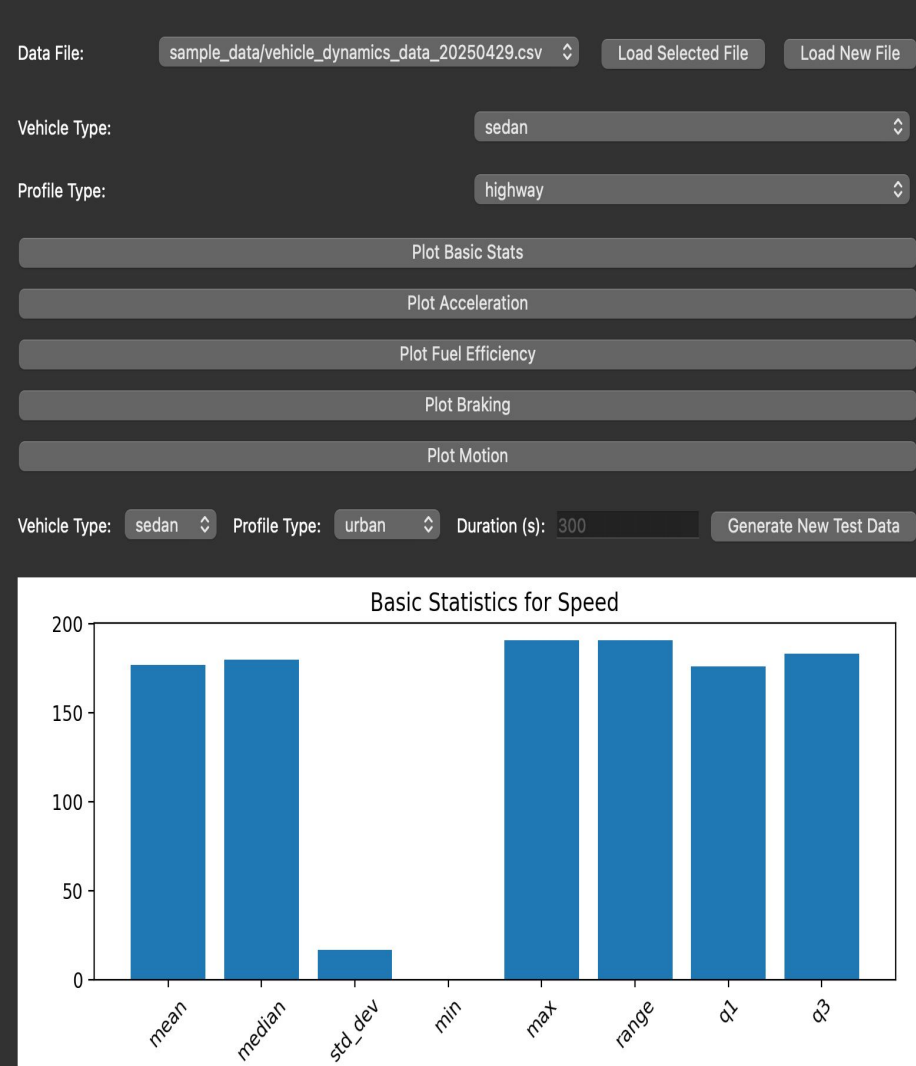 Data File: sample_data/vehicle_dynamics_data_20250429.csv Load Selected File Load New File
Vehicle Type: sedan
Profile Type: highway
Plot Basic Stats
Plot Acceleration
Plot Fuel Efficiency
Plot Braking
Plot Motion
Vehicle Type: sedan Profile Type: urban Duration (s): 300 Generate New Test Data
Basic Statistics for Speed
200
150
100
50
0
mean median std_dev min max range q1 q3